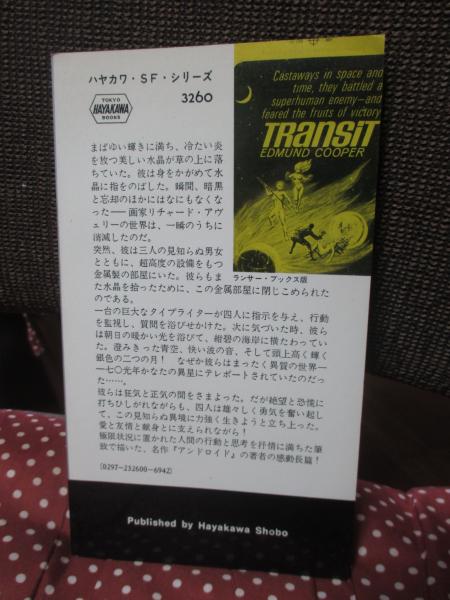 ハヤカワ・SF・シリーズ
TOKYO
HAYAKAWA
BOOKS
3260
Castaways in space and
time, they battled a
superhuman enemy—and
feared the fruits of victory
TRANSIT
EDMUND COOPER
ランサー・ブックス版
まばゆい輝きに満ち、冷たい炎
を放つ美しい水晶が草の上に落
ちていた。彼は身をかがめて水
晶に指をのばした。瞬間、暗黒
と忘却のほかはなにもなくな
った——画家リチャード・アヴ
ェリーの世界は、一瞬のうちに
消滅したのだ。
突然、彼は三人の見知らぬ男女
とともに、超高度の設備をもつ
金属製の部屋にいた。彼らもま
た水晶を拾ったために、この金属部屋に閉じこめられた
のである。
一台の巨大なタイプライターが四人に指示を与え、行動
を監視し、質問を浴びせかけた。次に気づいた時、彼ら
は朝日の暖かい光を浴びて、紺碧の海岸に横たわってい
た。澄みきった青空、快い波の音、そして頭上高く輝く
銀色の二つの月！　なぜか彼らはまったく異質の世界—
—七〇光年かなたの異星にテレポートされていたのだっ
た……。
彼らは狂気と正気の間をさまよった。だが絶望と恐慌に
打ちひしがれながらも、四人は雄々しく勇気を奮い起し
て、この見知らぬ異境に力強く生きようと立ち上った。
愛と友情と献身とに支えられながら！
極限状況に置かれた人間の行動と思考を抒情に満ちた筆
致で描いた、名作『アンドロイド』の著者の感動長篇！
(0297-232600-6942)
Published by Hayakawa Shobo